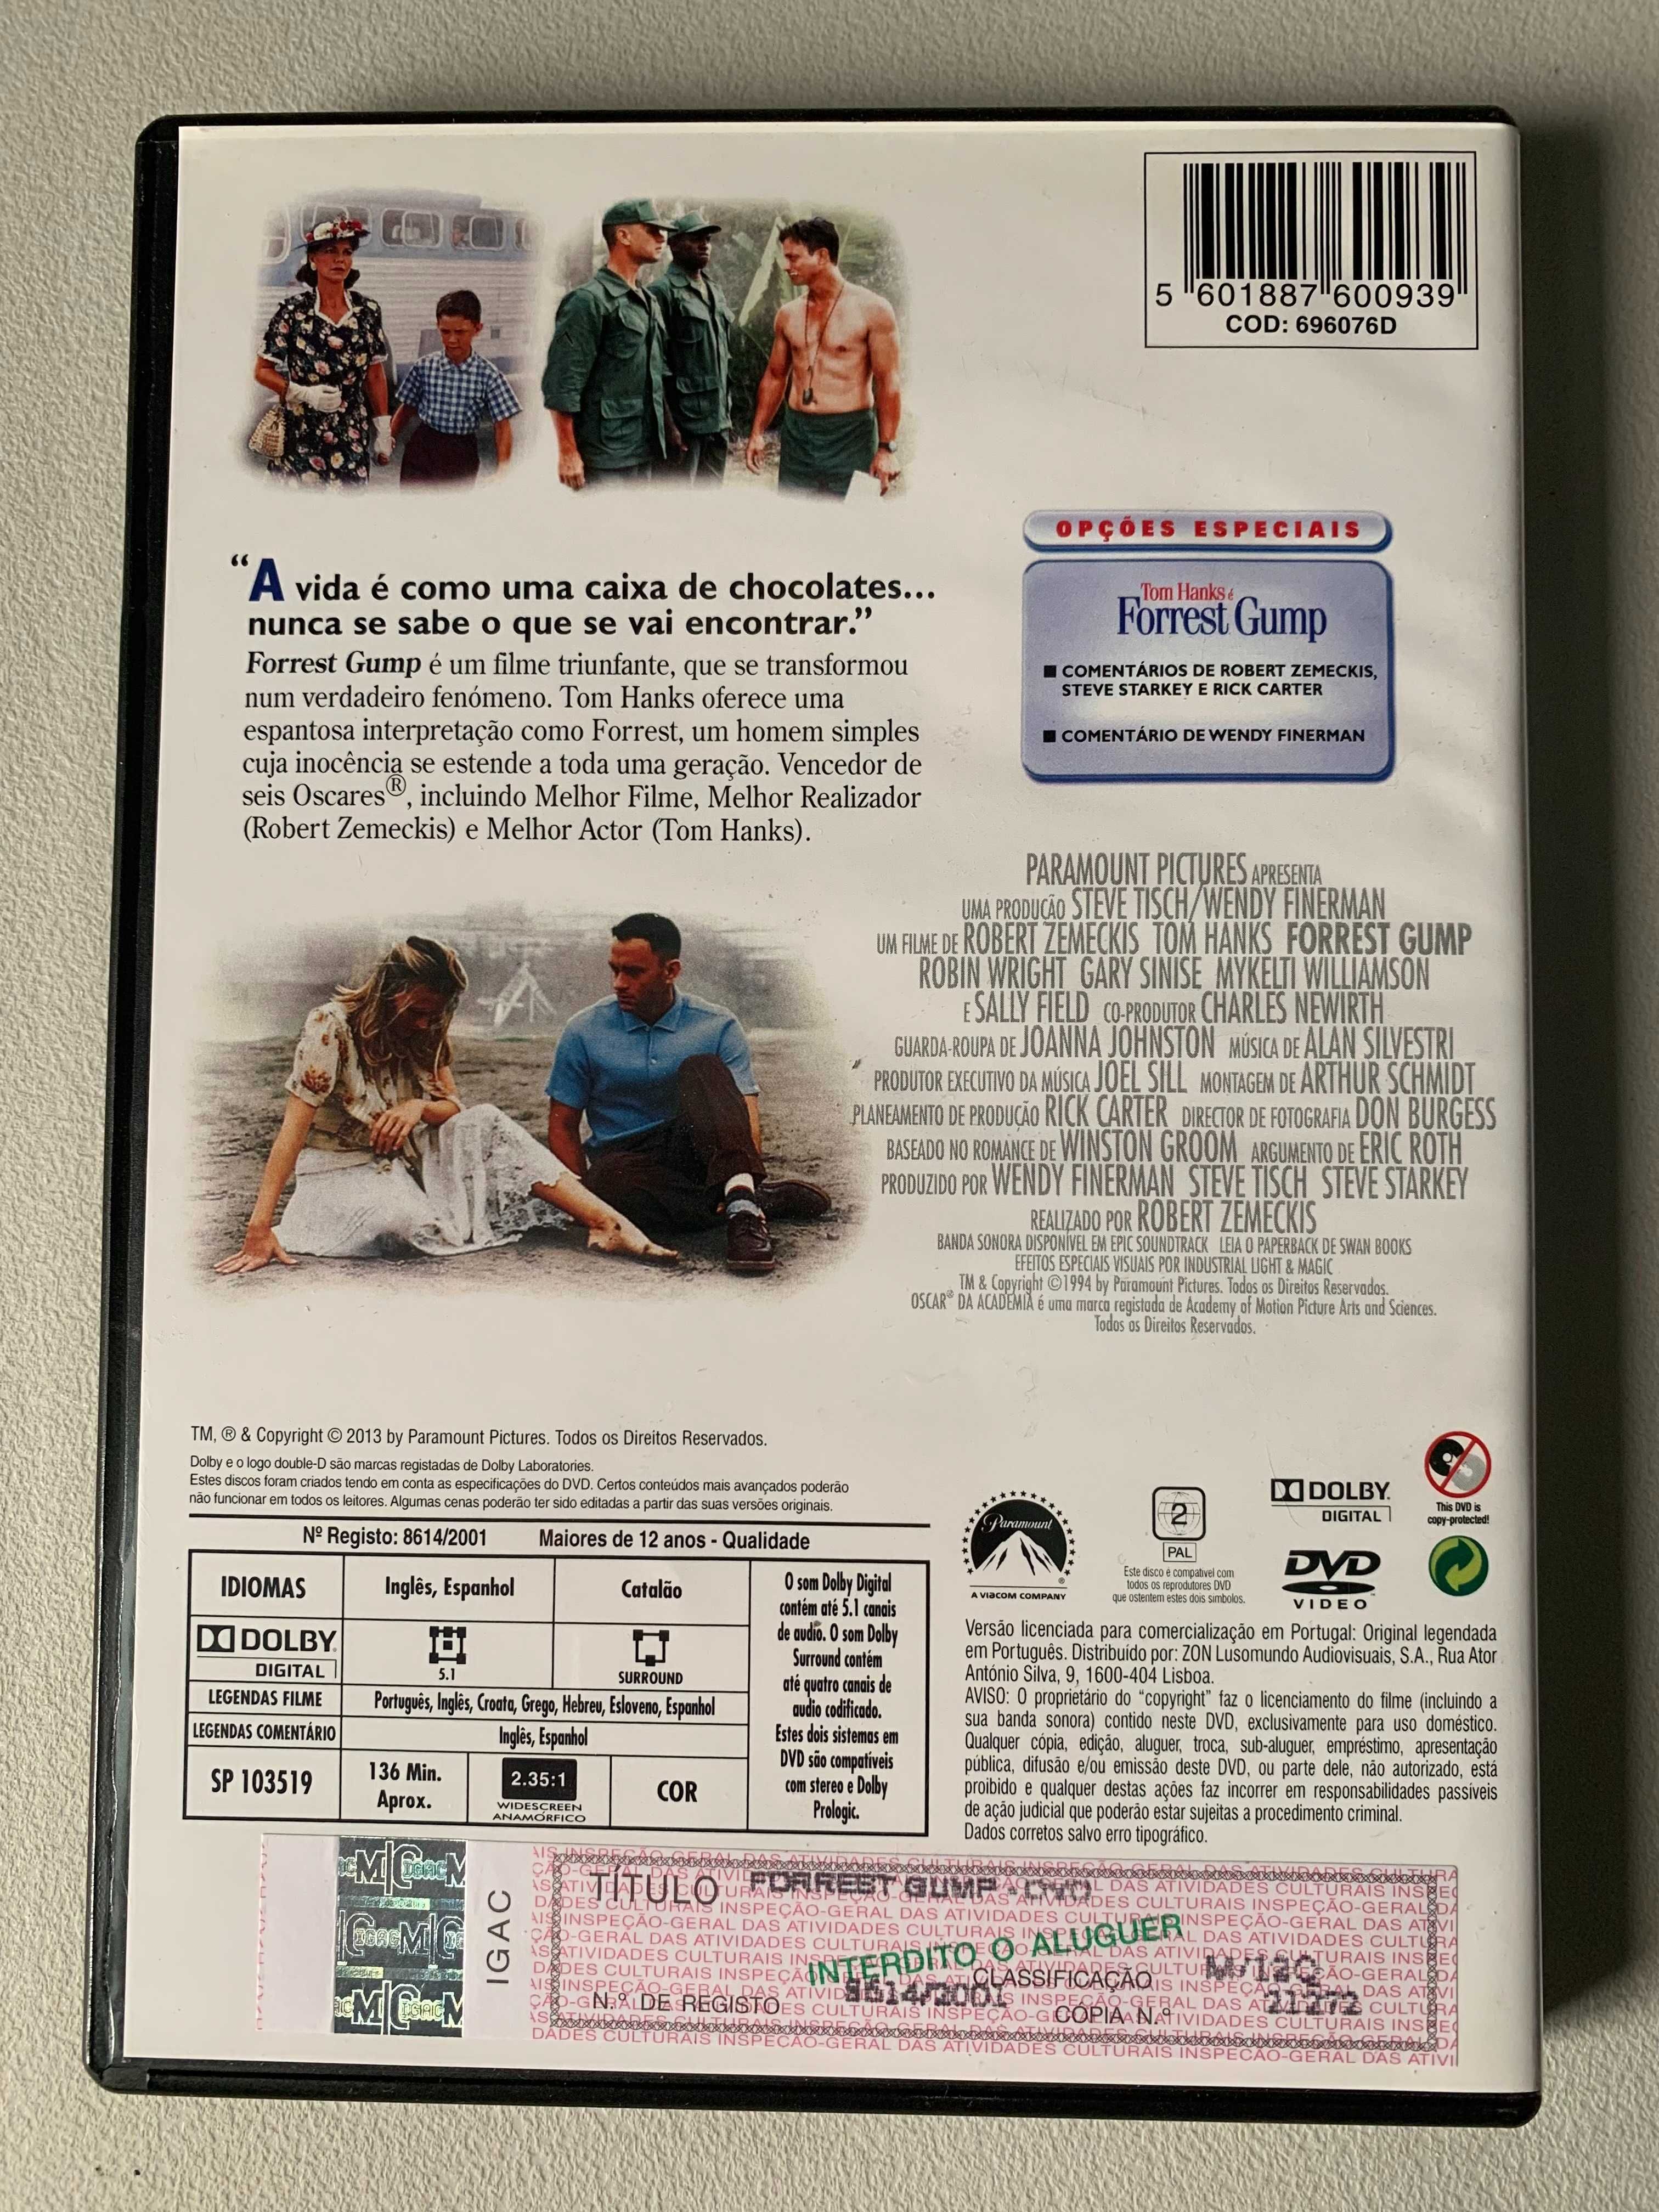 5 601887 600939
COD: 696076D
OPÇÕES ESPECIAIS
Tom Hanks é
Forrest Gump
■ COMENTÁRIOS DE ROBERT ZEMECKIS,
STEVE STARKEY E RICK CARTER
■ COMENTÁRIO DE WENDY FINERMAN
“A vida é como uma caixa de chocolates...
nunca se sabe o que se vai encontrar.”
Forrest Gump é um filme triunfante, que se transformou
num verdadeiro fenómeno. Tom Hanks oferece uma
espantosa interpretação como Forrest, um homem simples
cuja inocência se estende a toda uma geração. Vencedor de
seis Oscares®, incluindo Melhor Filme, Melhor Realizador
(Robert Zemeckis) e Melhor Actor (Tom Hanks).
PARAMOUNT PICTURES APRESENTA
UMA PRODUCÃO STEVE TISCH/WENDY FINERMAN
UM FILME DE ROBERT ZEMECKIS TOM HANKS FORREST GUMP
ROBIN WRIGHT GARY SINISE MYKELTI WILLIAMSON
E SALLY FIELD CO-PRODUTOR CHARLES NEWIRTH
GUARDA-ROUPA DE JOANNA JOHNSTON MÚSICA DE ALAN SILVESTRI
PRODUTOR EXECUTIVO DA MÚSICA JOEL SILL MONTAGEM DE ARTHUR SCHMIDT
PLANEAMENTO DE PRODUÇÃO RICK CARTER DIRECTOR DE FOTOGRAFIA DON BURGESS
BASEADO NO ROMANCE DE WINSTON GROOM ARGUMENTO DE ERIC ROTH
PRODUZIDO POR WENDY FINERMAN STEVE TISCH STEVE STARKEY
REALIZADO POR ROBERT ZEMECKIS
BANDA SONORA DISPONÍVEL EM EPIC SOUNDTRACK LEIA O PAPERBACK DE SWAN BOOKS
EFEITOS ESPECIAIS VISUAIS POR INDUSTRIAL LIGHT & MAGIC
TM & Copyright ©1994 by Paramount Pictures. Todos os Direitos Reservados.
OSCAR® DA ACADEMIA é uma marca registada de Academy of Motion Picture Arts and Sciences.
Todos os Direitos Reservados.
TM, ® & Copyright © 2013 by Paramount Pictures. Todos os Direitos Reservados.
Dolby e o logo double-D são marcas registadas de Dolby Laboratories.
Estes discos foram criados tendo em conta as especificações do DVD. Certos conteúdos mais avançados poderão
não funcionar em todos os leitores. Algumas cenas poderão ter sido editadas a partir das suas versões originais.
Nº Registo: 8614/2001 Maiores de 12 anos - Qualidade
IDIOMAS
Inglês, Espanhol
Catalão
DOLBY
DIGITAL
5.1
SURROUND
LEGENDAS FILME
Português, Inglês, Croata, Grego, Hebreu, Esloveno, Espanhol
LEGENDAS COMENTÁRIO
Inglês, Espanhol
SP 103519
136 Min.
Aprox.
2.35:1
WIDESCREEN
ANAMÓRFICO
COR
O som Dolby Digital
contém até 5.1 canais
de audio. O som Dolby
Surround contém
até quatro canais de
audio codificado.
Estes dois sistemas em
DVD são compatíveis
com stereo e Dolby
Prologic.
Paramount
A VIACOM COMPANY
2
PAL
Este disco é compativel com
todos os reprodutores DVD
que ostentem estes dois simbolos.
DOLBY
DIGITAL
DVD
VIDEO
This DVD is
copy-protected!
Versão licenciada para comercialização em Portugal: Original legendada
em Português. Distribuído por: ZON Lusomundo Audiovisuais, S.A., Rua Ator
António Silva, 9, 1600-404 Lisboa.
AVISO: O proprietário do “copyright” faz o licenciamento do filme (incluindo a
sua banda sonora) contido neste DVD, exclusivamente para uso doméstico.
Qualquer cópia, edição, aluguer, troca, sub-aluguer, empréstimo, apresentação
pública, difusão e/ou emissão deste DVD, ou parte dele, não autorizado, está
proibido e qualquer destas ações faz incorrer em responsabilidades passíveis
de ação judicial que poderão estar sujeitas a procedimento criminal.
Dados corretos salvo erro tipográfico.
IGAC
TÍTULO FORREST GUMP - DVD
INTERDITO O ALUGUER
CLASSIFICAÇÃO M/12Q
N.º DE REGISTO 8614/2001
CÓPIA N.º
INSPEÇÃO-GERAL DAS ATIVIDADES CULTURAIS